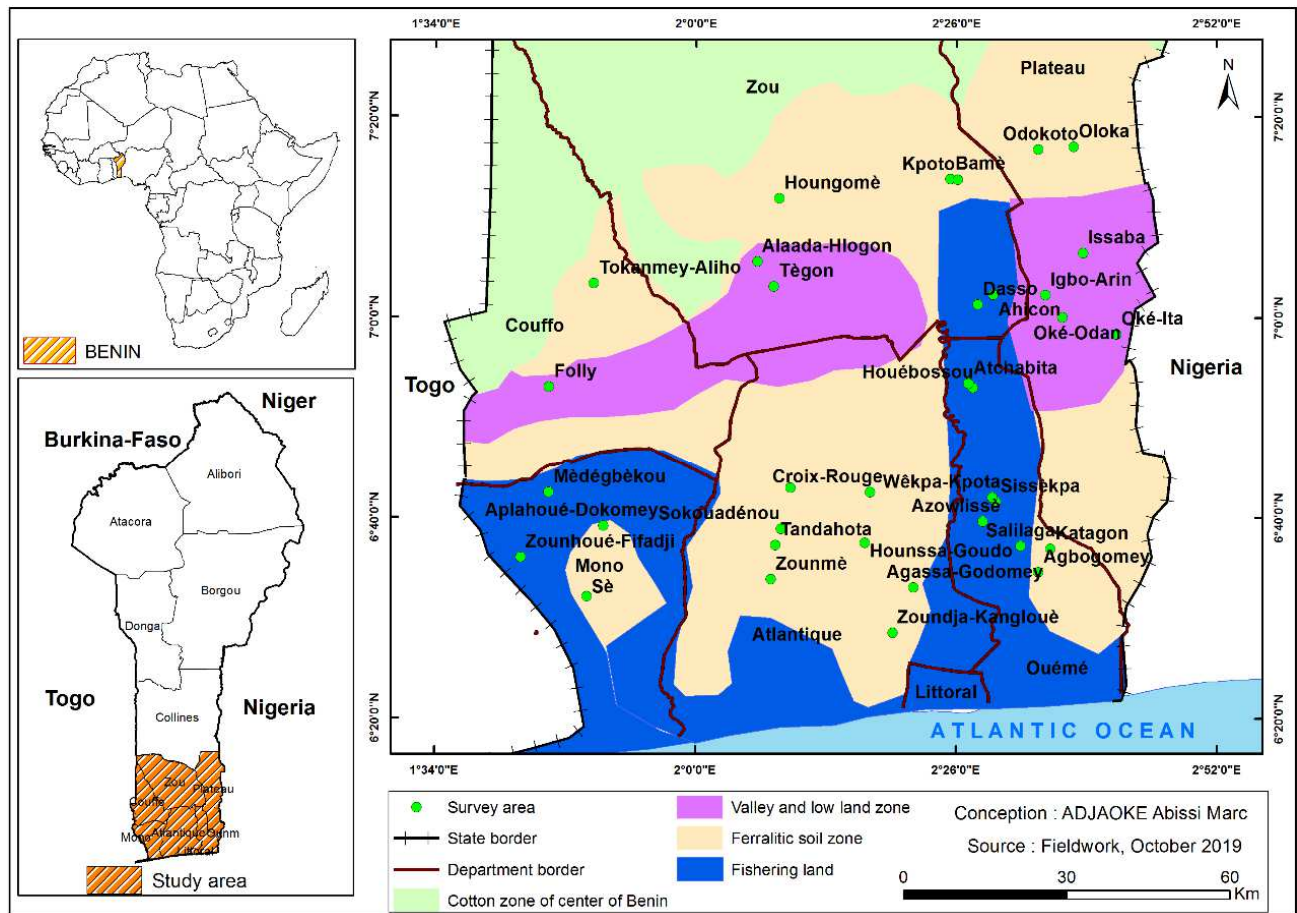 BENIN
Niger
Burkina-Faso
Alibori
Atacora
Borgou
Donga
Togo
Nigeria
Collines
Zou
Plateau
Couffo
Mono
Atlantique
Littoral
Study area
1°34'0"E
2°0'0"E
2°26'0"E
2°52'0"E
7°20'0"N
7°20'0"N
7°0'0"N
7°0'0"N
6°40'0"N
6°40'0"N
6°20'0"N
6°20'0"N
N
Plateau
Zou
Odokoto
Oloka
Kpoto
Bamè
Houngomè
Issaba
Alaada-Hlogon
Tokanmey-Aliho
Tègon
Igbo-Arin
Dasso
Ahicon
Oké-Ita
Couffo
Oké-Odan
Togo
Folly
Houébossou
Atchabita
Nigeria
Mèdégbèkou
Croix-Rouge
Wêkpa-Kpota
Sissèkpa
Aplahoué-Dokomey
Sokouadénou
Azowlissè
Zounhoué-Fifadji
Tandahota
Salilaga
Katagon
Mono
Zounmè
Hounssa-Goudo
Agbogomey
Sè
Agassa-Godomey
Zoundja-Kanglouè
Atlantique
Ouémé
Littoral
ATLANTIC OCEAN
1°34'0"E
2°0'0"E
2°26'0"E
2°52'0"E
Survey area
State border
Department border
Cotton zone of center of Benin
Valley and low land zone
Ferralitic soil zone
Fishering land
Conception : ADJAOKE Abissi Marc
Source : Fieldwork, October 2019
0 30 60
Km